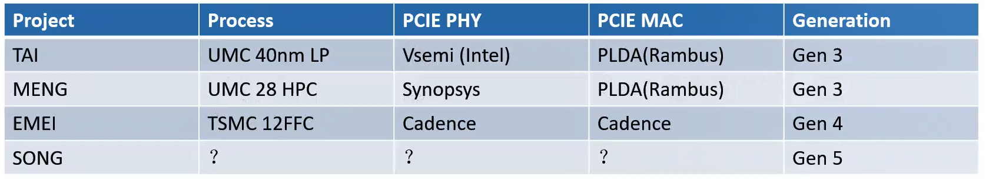 Project Process PCIE PHY PCIE MAC Generation
TAI UMC 40nm LP Vsemi (Intel) PLDA(Rambus) Gen 3
MENG UMC 28 HPC Synopsys PLDA(Rambus) Gen 3
EMEI TSMC 12FFC Cadence Cadence Gen 4
SONG ? ? ? Gen 5